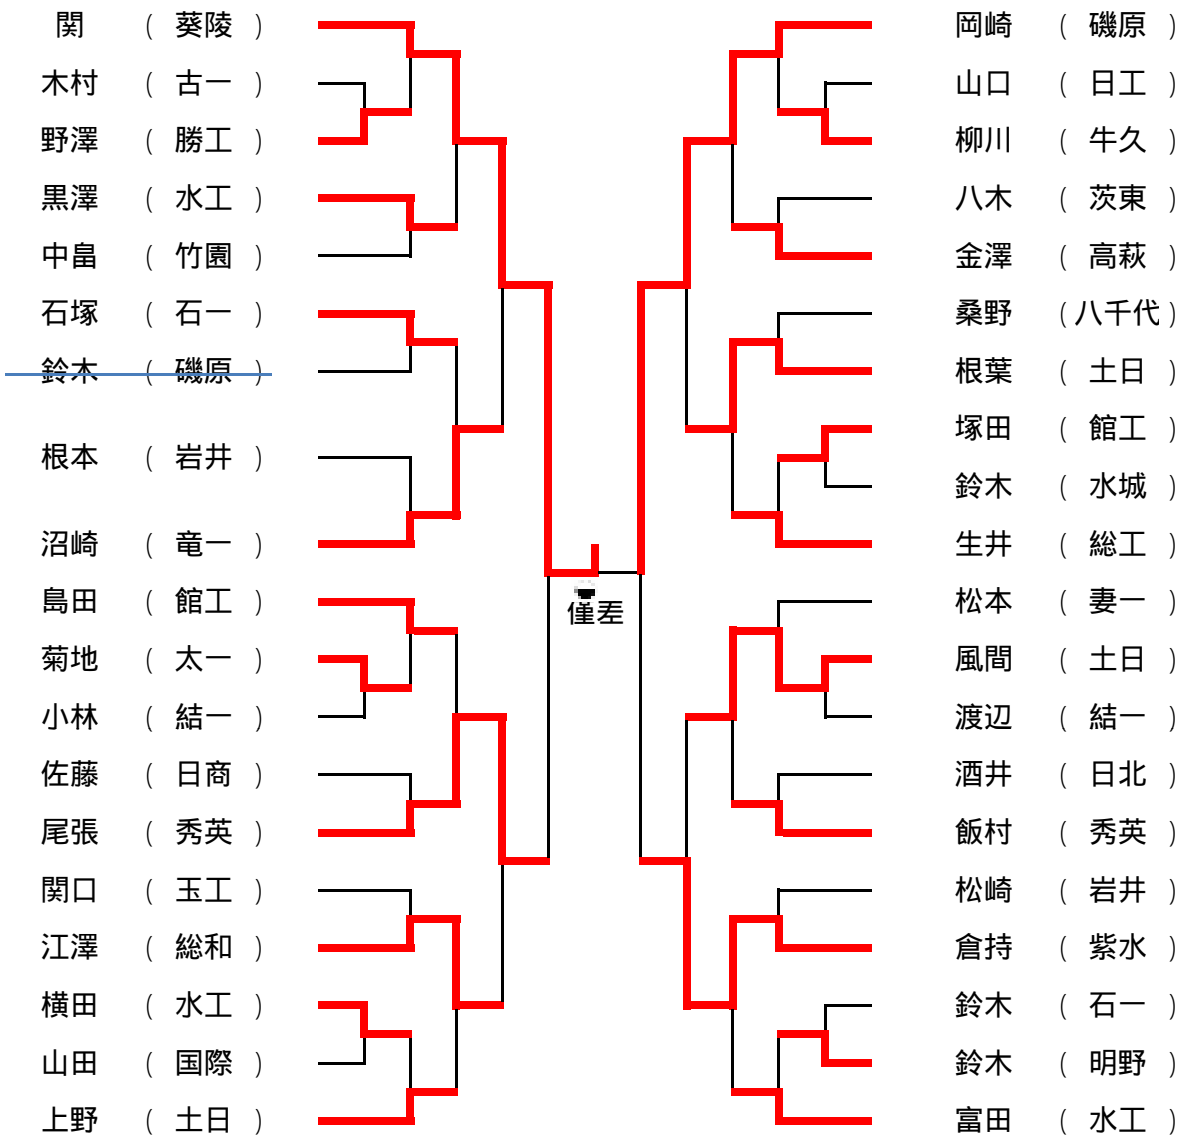 関 ( 葵陵 )
木村 ( 古一 )
野澤 ( 勝工 )
黒澤 ( 水工 )
中畠 ( 竹園 )
石塚 ( 石一 )
鈴木 ( 磯原 )
根本 ( 岩井 )
沼崎 ( 竜一 )
島田 ( 館工 )
菊地 ( 太一 )
小林 ( 結一 )
佐藤 ( 日商 )
尾張 ( 秀英 )
関口 ( 玉工 )
江澤 ( 総和 )
横田 ( 水工 )
山田 ( 国際 )
上野 ( 土日 )
僅差
岡崎 ( 磯原 )
山口 ( 日工 )
柳川 ( 牛久 )
八木 ( 茨東 )
金澤 ( 高萩 )
桑野 ( 八千代 )
根葉 ( 土日 )
塚田 ( 館工 )
鈴木 ( 水城 )
生井 ( 総工 )
松本 ( 妻一 )
風間 ( 土日 )
渡辺 ( 結一 )
酒井 ( 日北 )
飯村 ( 秀英 )
松崎 ( 岩井 )
倉持 ( 紫水 )
鈴木 ( 石一 )
鈴木 ( 明野 )
富田 ( 水工 )